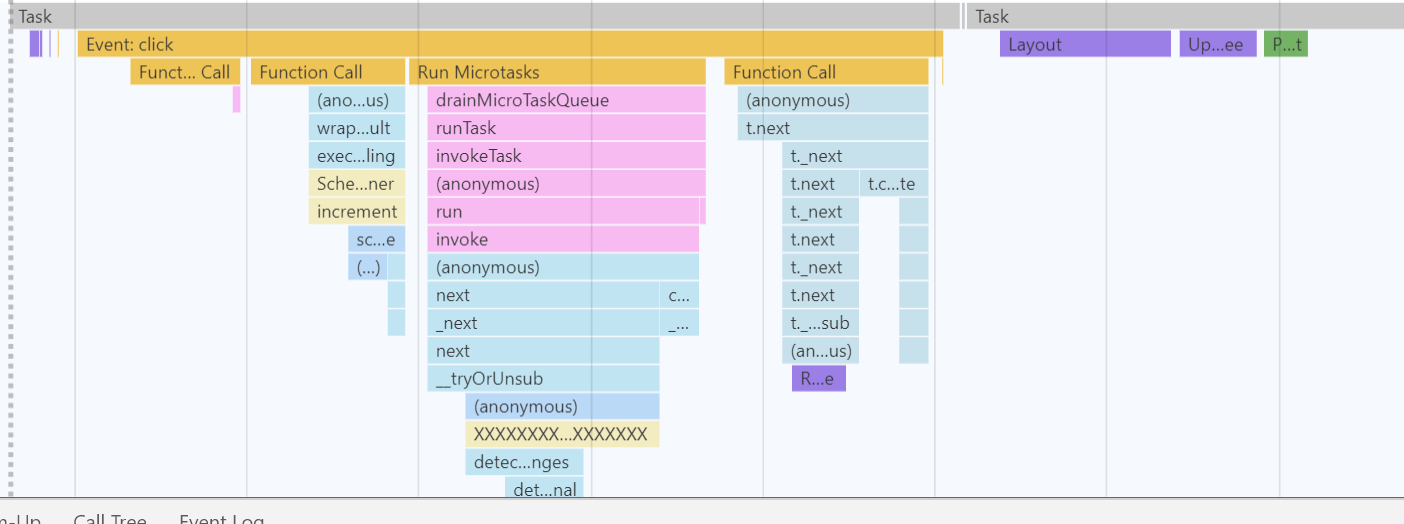 Task Task
Event: click Layout Up...ee P...t
Funct... Call Function Call Run Microtasks Function Call
(ano...us) drainMicroTaskQueue (anonymous)
wrap...ult runTask t.next
exec...ling invokeTask t._next
Sche...ner (anonymous) t.next t.c...te
increment run t._next
sc...e invoke t.next
(...) (anonymous) t._next
next c... t.next
_next _... t._...sub
next (an...us)
__tryOrUnsub R...e
(anonymous)
XXXXXXXX...XXXXXXX
detec...nges
det...nal
Call Tree Event Log